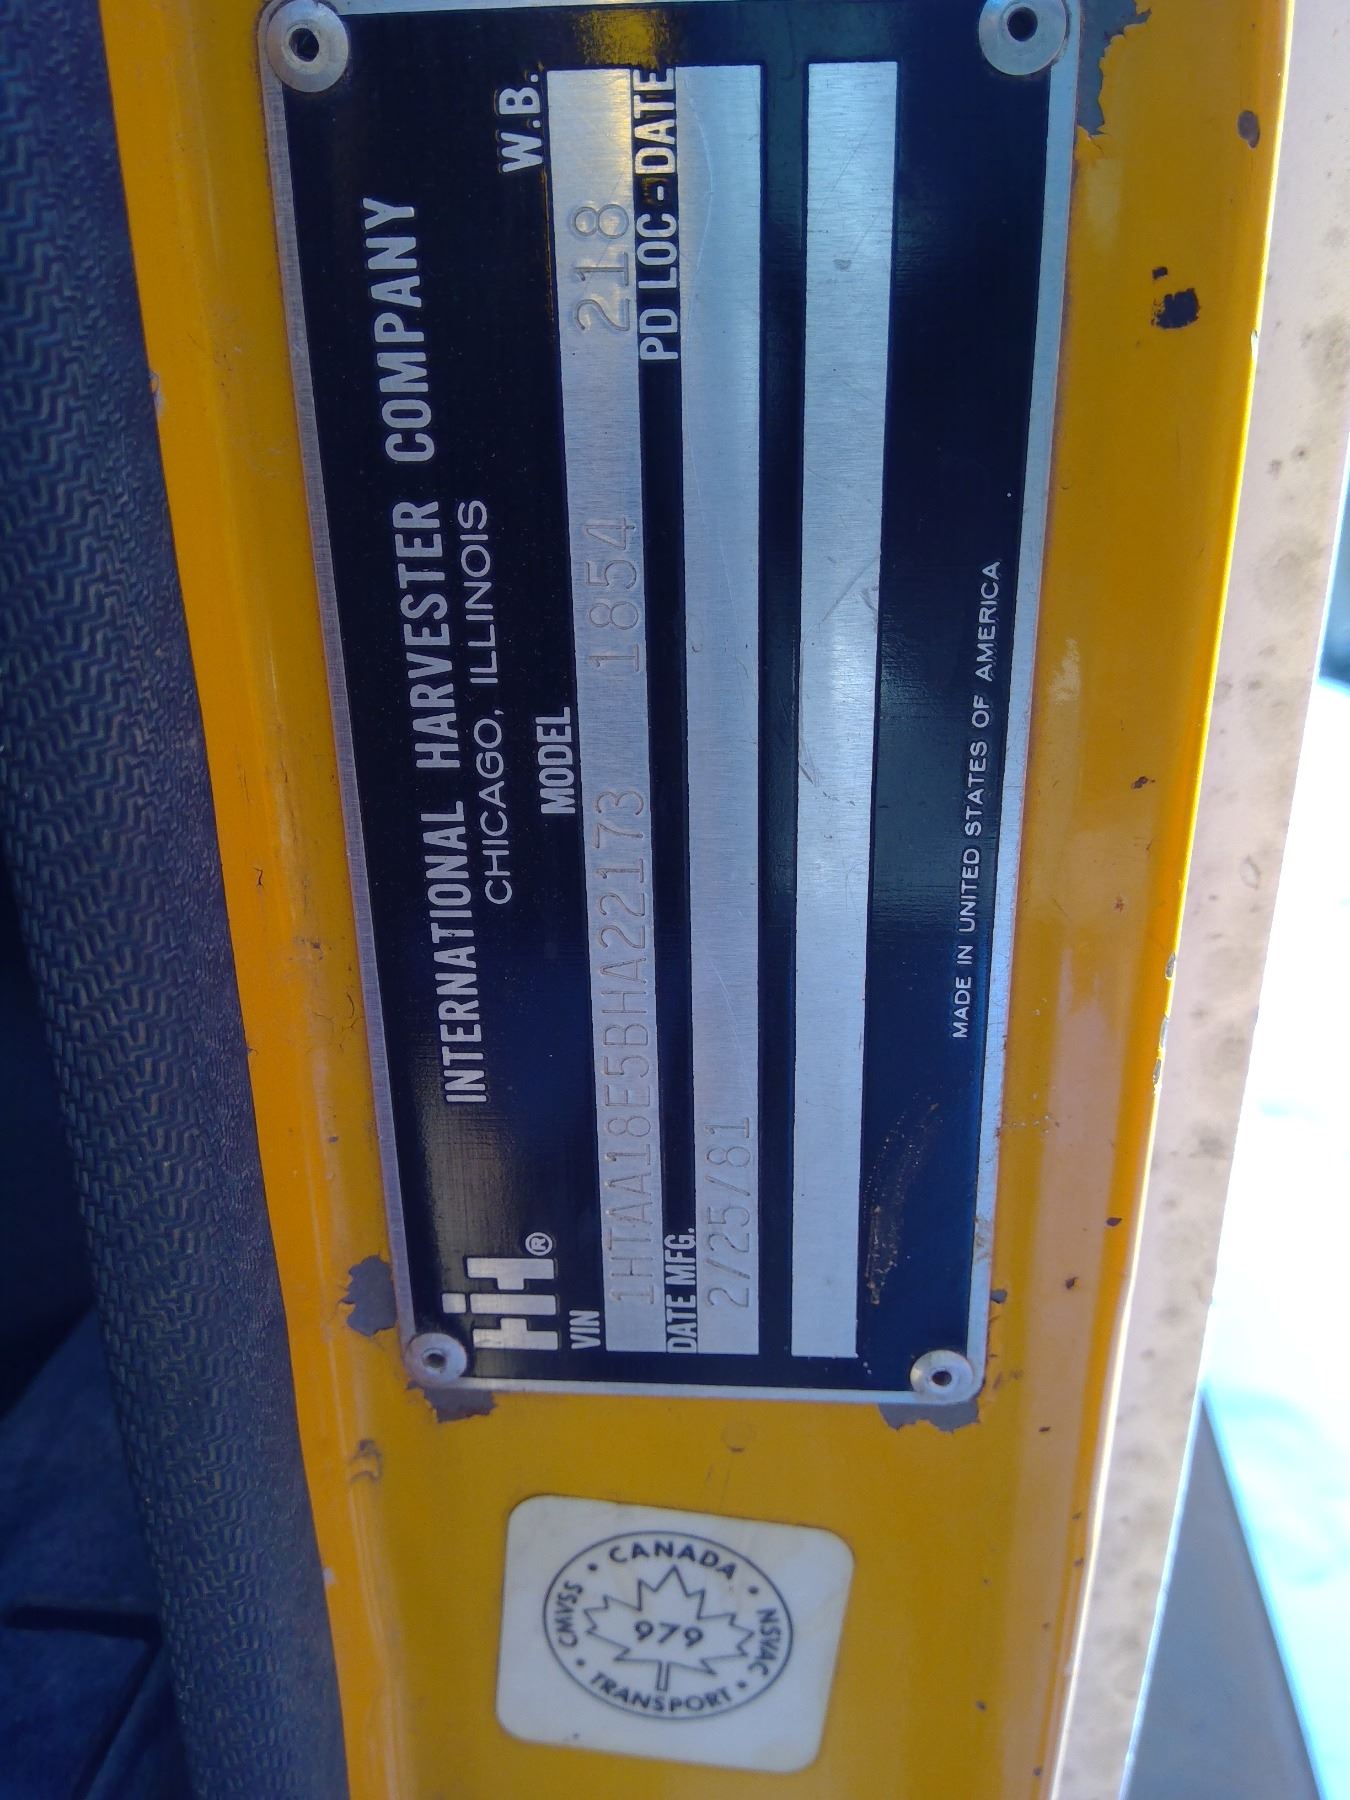 INTERNATIONAL HARVESTER COMPANY
CHICAGO, ILLINOIS
IH®
VIN MODEL W.B.
1HTAA18E5BHA22173 1854 218
DATE MFG. PD LOC - DATE
2/25/81
MADE IN UNITED STATES OF AMERICA
CANADA
CMVSS • 979 • NSVAC
TRANSPORT